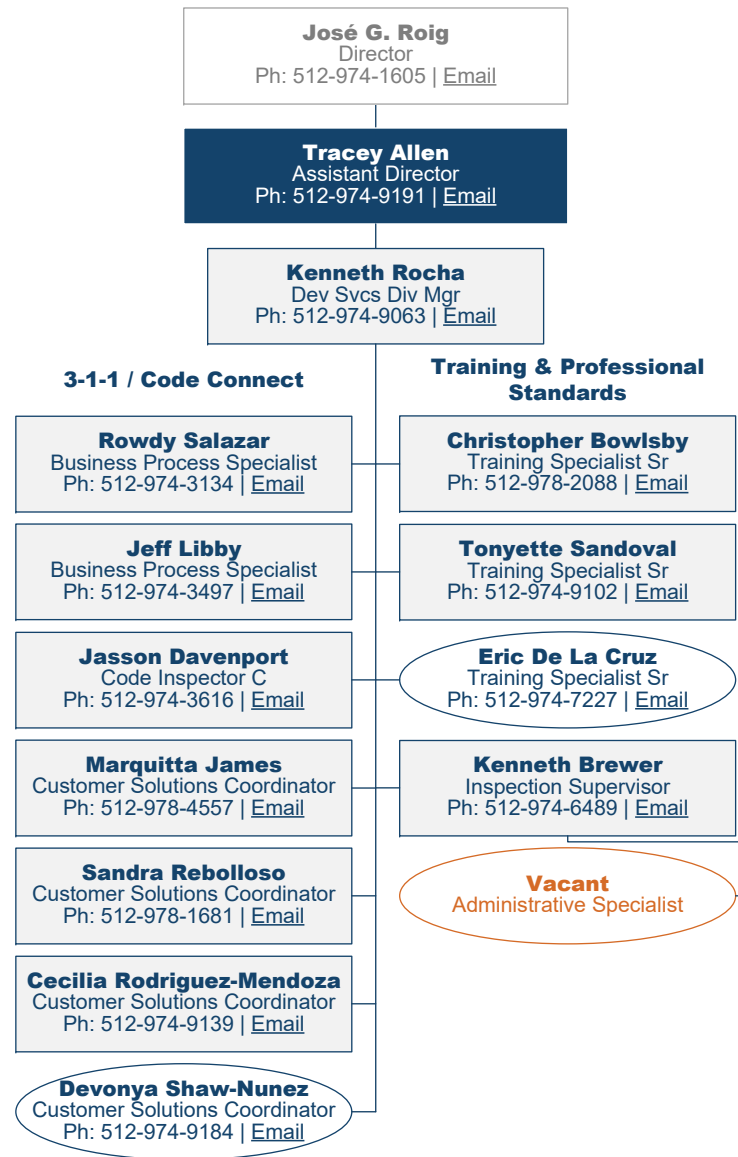 José G. Roig
Director
Ph: 512-974-1605 | Email
Tracey Allen
Assistant Director
Ph: 512-974-9191 | Email
Kenneth Rocha
Dev Svcs Div Mgr
Ph: 512-974-9063 | Email
3-1-1 / Code Connect
Rowdy Salazar
Business Process Specialist
Ph: 512-974-3134 | Email
Jeff Libby
Business Process Specialist
Ph: 512-974-3497 | Email
Jasson Davenport
Code Inspector C
Ph: 512-974-3616 | Email
Marquitta James
Customer Solutions Coordinator
Ph: 512-978-4557 | Email
Sandra Rebolloso
Customer Solutions Coordinator
Ph: 512-978-1681 | Email
Cecilia Rodriguez-Mendoza
Customer Solutions Coordinator
Ph: 512-974-9139 | Email
Devonya Shaw-Nunez
Customer Solutions Coordinator
Ph: 512-974-9184 | Email
Training & Professional
Standards
Christopher Bowlsby
Training Specialist Sr
Ph: 512-978-2088 | Email
Tonyette Sandoval
Training Specialist Sr
Ph: 512-974-9102 | Email
Eric De La Cruz
Training Specialist Sr
Ph: 512-974-7227 | Email
Kenneth Brewer
Inspection Supervisor
Ph: 512-974-6489 | Email
Vacant
Administrative Specialist